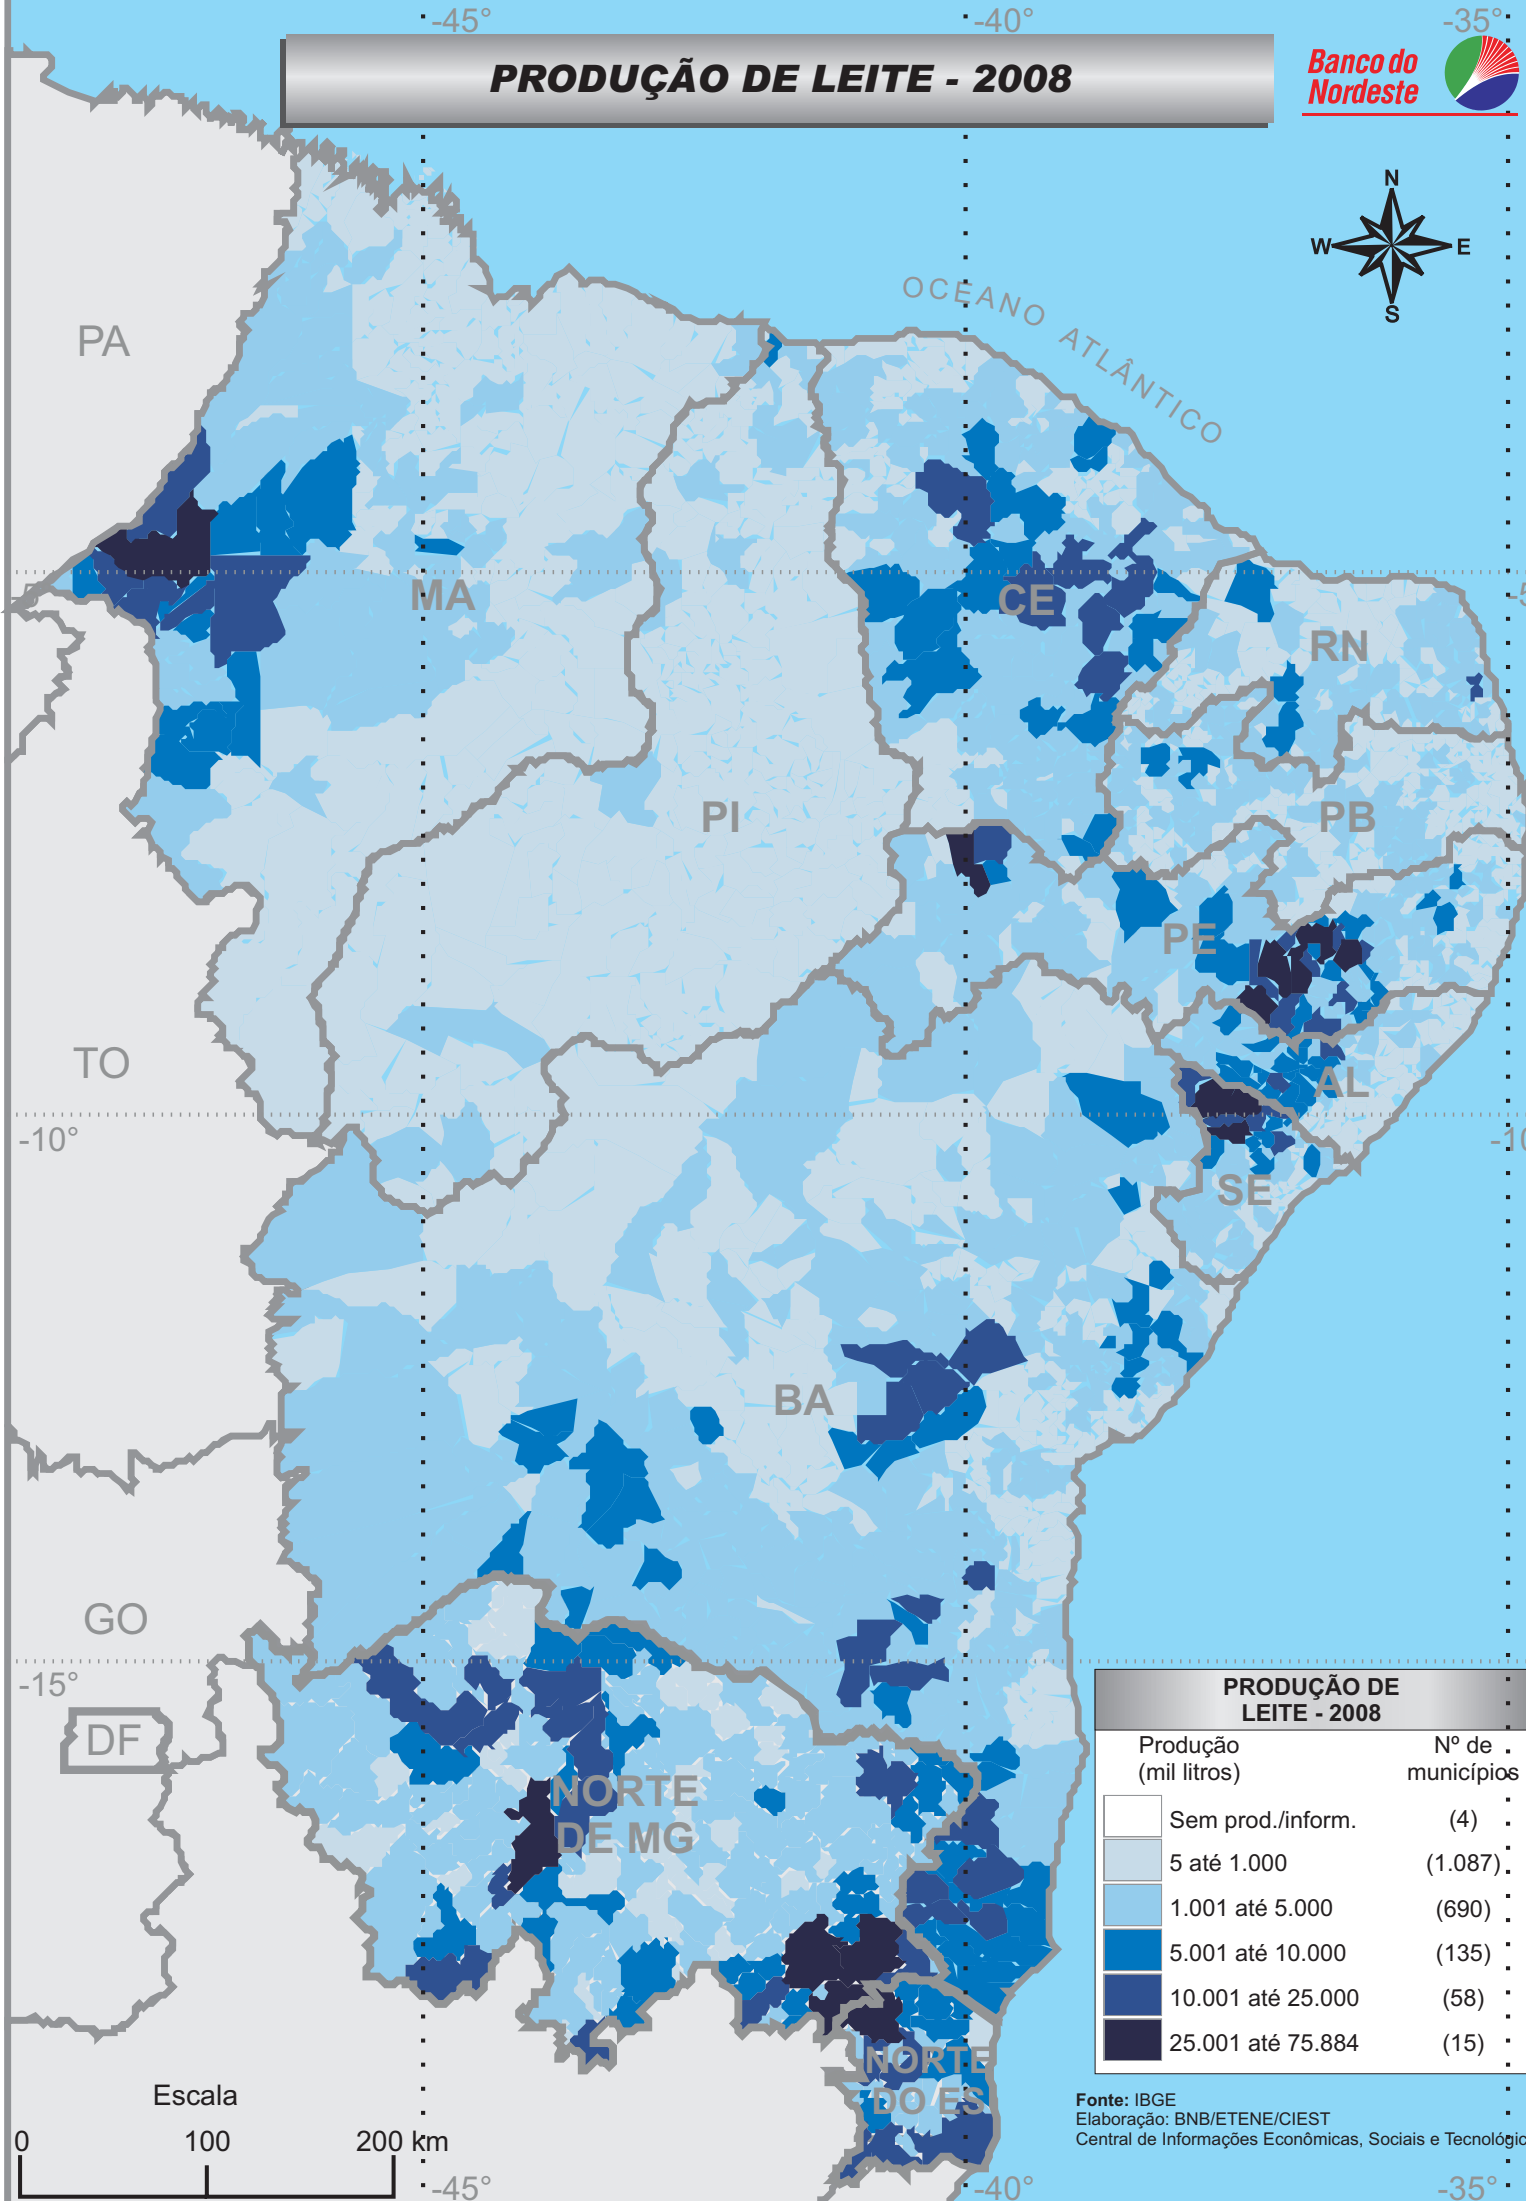 -45°
-40°
-35°
PRODUÇÃO DE LEITE - 2008
Banco do
Nordeste
N
W
E
S
OCEANO ATLÂNTICO
PA
MA
CE
RN
PI
PB
PE
TO
AL
-10°
SE
BA
GO
-15°
DF
NORTE
DE MG
NORTE
DO ES
PRODUÇÃO DE
LEITE - 2008
Produção
(mil litros)
Nº de
municípios
Sem prod./inform. (4)
5 até 1.000 (1.087)
1.001 até 5.000 (690)
5.001 até 10.000 (135)
10.001 até 25.000 (58)
25.001 até 75.884 (15)
Fonte: IBGE
Elaboração: BNB/ETENE/CIEST
Central de Informações Econômicas, Sociais e
Escala
0 100 200 km
-45°
-40°
-35°